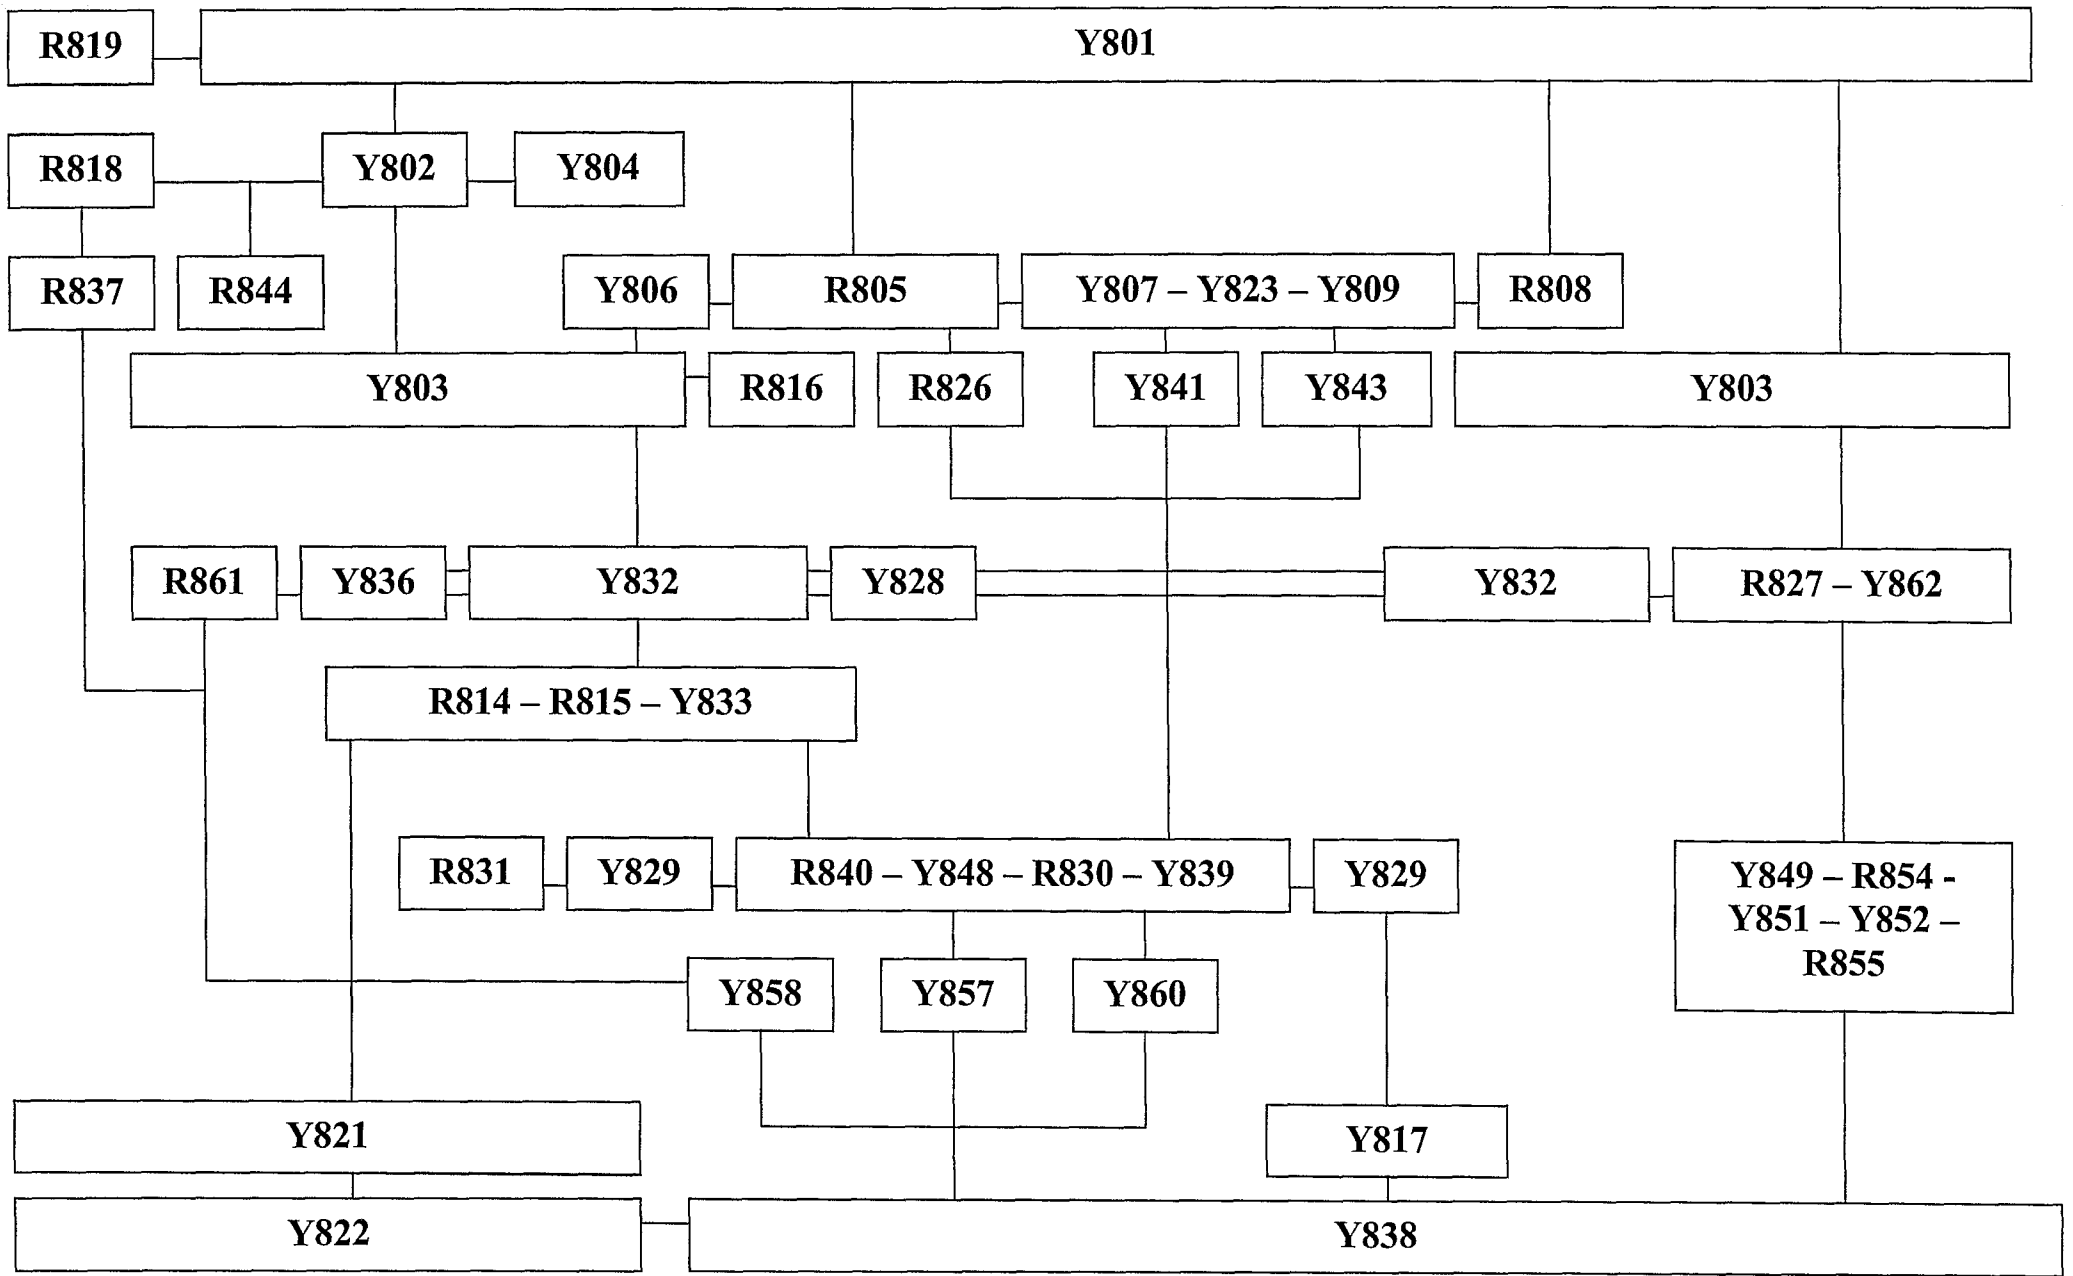 R819
Y801
R818
Y802
Y804
R837
R844
Y806
R805
Y807 – Y823 – Y809
R808
Y803
R816
R826
Y841
Y843
Y803
R861
Y836
Y832
Y828
Y832
R827 – Y862
R814 – R815 – Y833
R831
Y829
R840 – Y848 – R830 – Y839
Y829
Y849 – R854 -
Y851 – Y852 –
R855
Y858
Y857
Y860
Y821
Y817
Y822
Y838